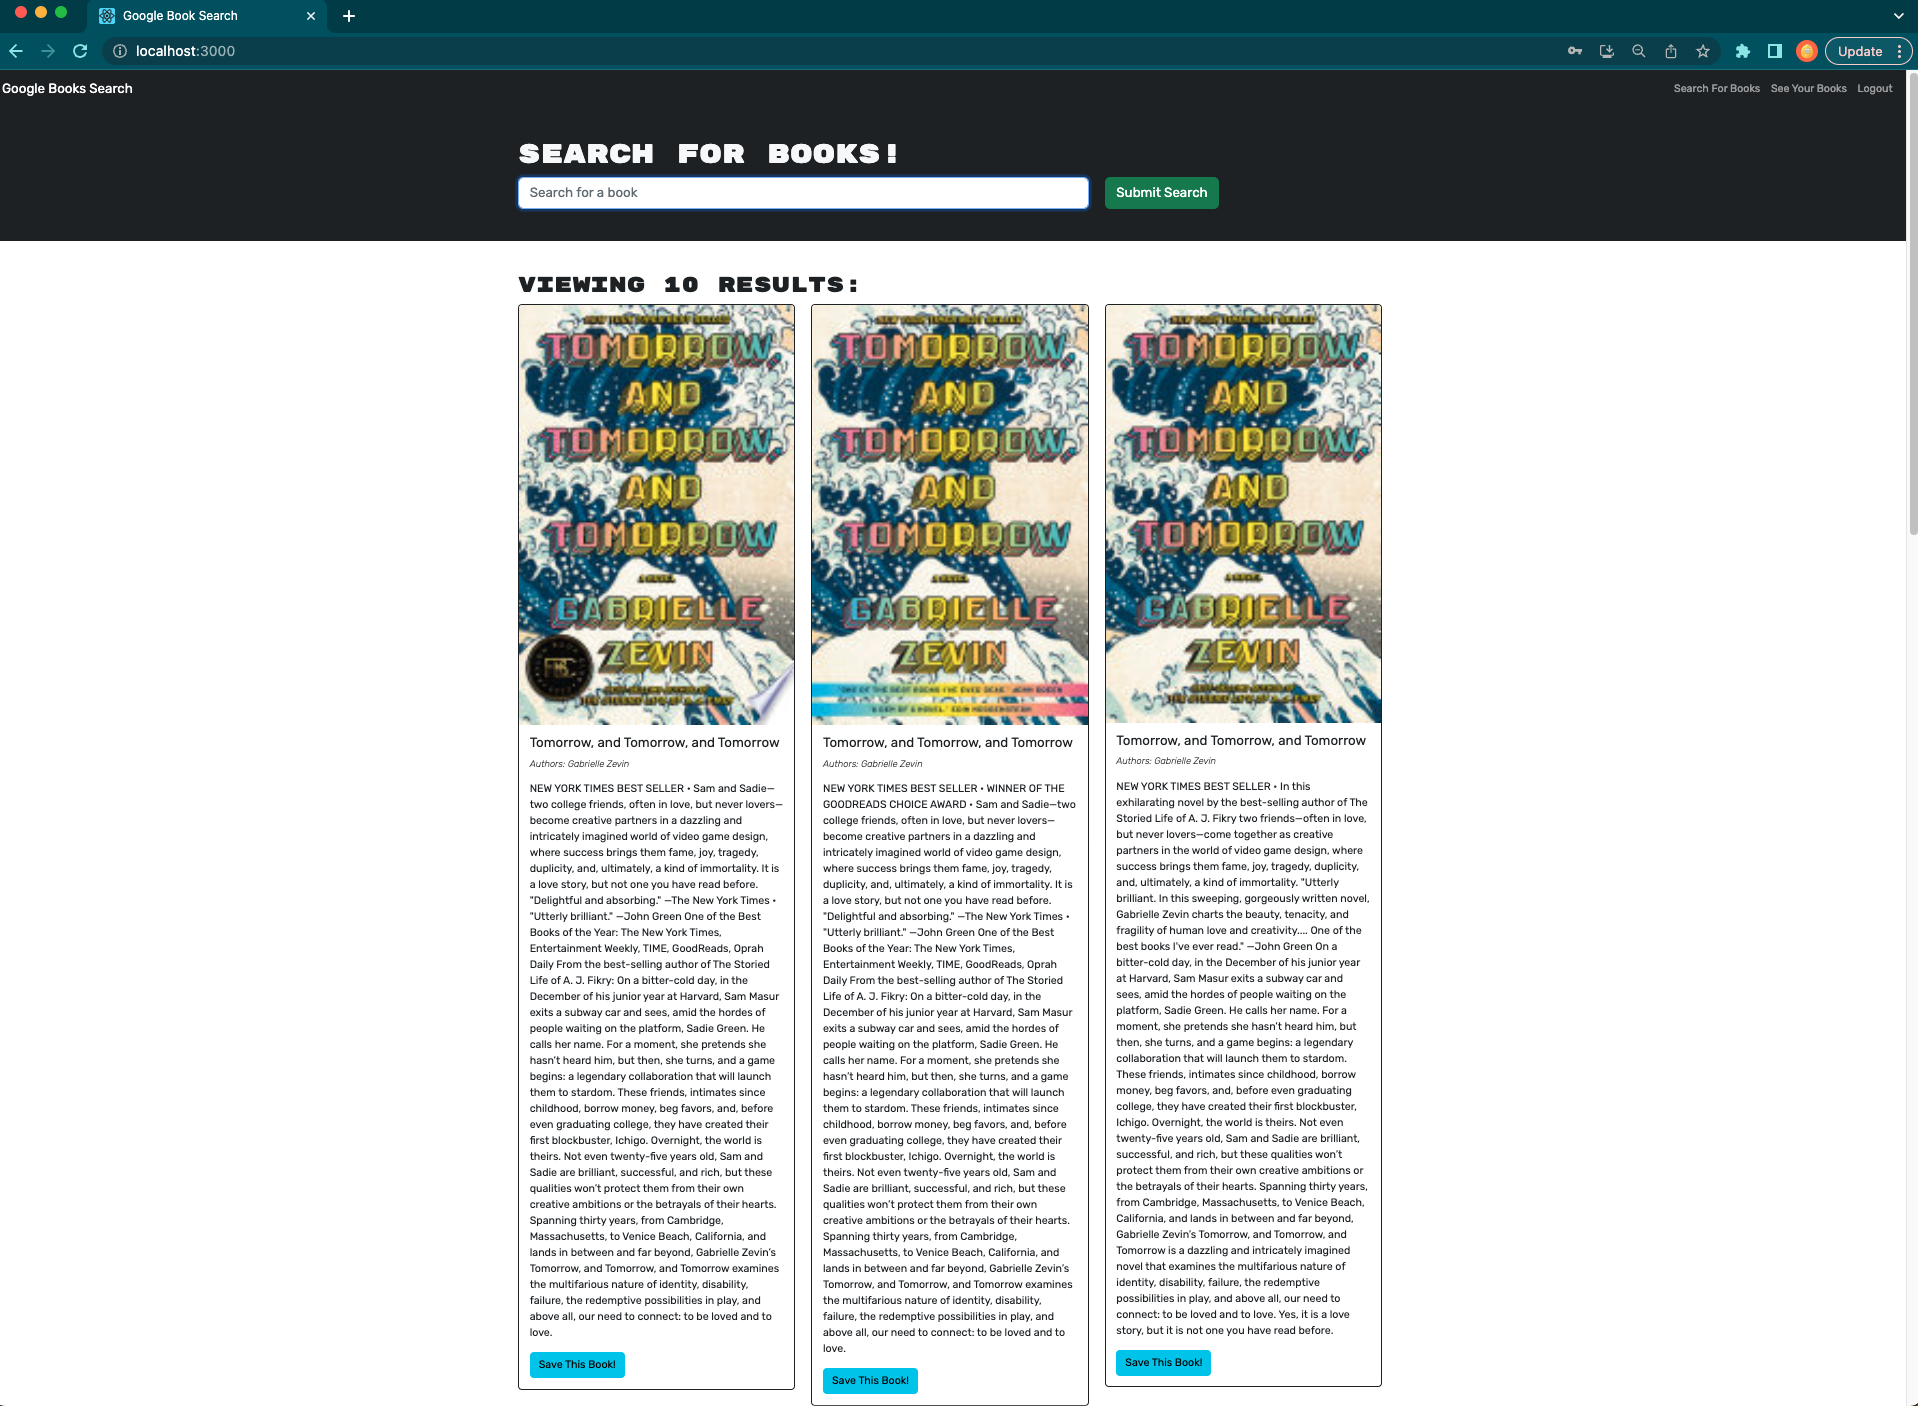 Google Book Search
localhost:3000
Update
Google Books Search
Search For Books
See Your Books
Logout
SEARCH FOR BOOKS!
Search for a book
Submit Search
VIEWING 10 RESULTS:
NEW YORK TIMES BEST SELLER
TOMORROW,
AND
TOMORROW,
AND
TOMORROW
A NOVEL
GABRIELLE
ZEVIN
Tomorrow, and Tomorrow, and Tomorrow
Authors: Gabrielle Zevin
NEW YORK TIMES BEST SELLER • Sam and Sadie—
two college friends, often in love, but never lovers—
become creative partners in a dazzling and
intricately imagined world of video game design,
where success brings them fame, joy, tragedy,
duplicity, and, ultimately, a kind of immortality. It is
a love story, but not one you have read before.
"Delightful and absorbing." —The New York Times •
"Utterly brilliant." —John Green One of the Best
Books of the Year: The New York Times,
Entertainment Weekly, TIME, GoodReads, Oprah
Daily From the best-selling author of The Storied
Life of A. J. Fikry: On a bitter-cold day, in the
December of his junior year at Harvard, Sam Masur
exits a subway car and sees, amid the hordes of
people waiting on the platform, Sadie Green. He
calls her name. For a moment, she pretends she
hasn't heard him, but then, she turns, and a game
begins: a legendary collaboration that will launch
them to stardom. These friends, intimates since
childhood, borrow money, beg favors, and, before
even graduating college, they have created their
first blockbuster, Ichigo. Overnight, the world is
theirs. Not even twenty-five years old, Sam and
Sadie are brilliant, successful, and rich, but these
qualities won't protect them from their own
creative ambitions or the betrayals of their hearts.
Spanning thirty years, from Cambridge,
Massachusetts, to Venice Beach, California, and
lands in between and far beyond, Gabrielle Zevin's
Tomorrow, and Tomorrow, and Tomorrow examines
the multifarious nature of identity, disability,
failure, the redemptive possibilities in play, and
above all, our need to connect: to be loved and to
love.
Save This Book!
NEW YORK TIMES BEST SELLER
TOMORROW,
AND
TOMORROW,
AND
TOMORROW
A NOVEL
GABRIELLE
ZEVIN
"ONE OF THE BEST BOOKS I'VE EVER READ." JOHN GREEN
"A GEM OF A NOVEL." ERIN MORGENSTERN
Tomorrow, and Tomorrow, and Tomorrow
Authors: Gabrielle Zevin
NEW YORK TIMES BEST SELLER • WINNER OF THE
GOODREADS CHOICE AWARD • Sam and Sadie—two
college friends, often in love, but never lovers—
become creative partners in a dazzling and
intricately imagined world of video game design,
where success brings them fame, joy, tragedy,
duplicity, and, ultimately, a kind of immortality. It is
a love story, but not one you have read before.
"Delightful and absorbing." —The New York Times •
"Utterly brilliant." —John Green One of the Best
Books of the Year: The New York Times,
Entertainment Weekly, TIME, GoodReads, Oprah
Daily From the best-selling author of The Storied
Life of A. J. Fikry: On a bitter-cold day, in the
December of his junior year at Harvard, Sam Masur
exits a subway car and sees, amid the hordes of
people waiting on the platform, Sadie Green. He
calls her name. For a moment, she pretends she
hasn't heard him, but then, she turns, and a game
begins: a legendary collaboration that will launch
them to stardom. These friends, intimates since
childhood, borrow money, beg favors, and, before
even graduating college, they have created their
first blockbuster, Ichigo. Overnight, the world is
theirs. Not even twenty-five years old, Sam and
Sadie are brilliant, successful, and rich, but these
qualities won't protect them from their own
creative ambitions or the betrayals of their hearts.
Spanning thirty years, from Cambridge,
Massachusetts, to Venice Beach, California, and
lands in between and far beyond, Gabrielle Zevin's
Tomorrow, and Tomorrow, and Tomorrow examines
the multifarious nature of identity, disability,
failure, the redemptive possibilities in play, and
above all, our need to connect: to be loved and to
love.
Save This Book!
NEW YORK TIMES BEST SELLER
TOMORROW,
AND
TOMORROW,
AND
TOMORROW
A NOVEL
GABRIELLE
ZEVIN
Tomorrow, and Tomorrow, and Tomorrow
Authors: Gabrielle Zevin
NEW YORK TIMES BEST SELLER • In this
exhilarating novel by the best-selling author of The
Storied Life of A. J. Fikry two friends—often in love,
but never lovers—come together as creative
partners in the world of video game design, where
success brings them fame, joy, tragedy, duplicity,
and, ultimately, a kind of immortality. "Utterly
brilliant. In this sweeping, gorgeously written novel,
Gabrielle Zevin charts the beauty, tenacity, and
fragility of human love and creativity.... One of the
best books I've ever read." —John Green On a
bitter-cold day, in the December of his junior year
at Harvard, Sam Masur exits a subway car and
sees, amid the hordes of people waiting on the
platform, Sadie Green. He calls her name. For a
moment, she pretends she hasn't heard him, but
then, she turns, and a game begins: a legendary
collaboration that will launch them to stardom.
These friends, intimates since childhood, borrow
money, beg favors, and, before even graduating
college, they have created their first blockbuster,
Ichigo. Overnight, the world is theirs. Not even
twenty-five years old, Sam and Sadie are brilliant,
successful, and rich, but these qualities won't
protect them from their own creative ambitions or
the betrayals of their hearts. Spanning thirty years,
from Cambridge, Massachusetts, to Venice Beach,
California, and lands in between and far beyond,
Gabrielle Zevin's Tomorrow, and Tomorrow, and
Tomorrow is a dazzling and intricately imagined
novel that examines the multifarious nature of
identity, disability, failure, the redemptive
possibilities in play, and above all, our need to
connect: to be loved and to love. Yes, it is a love
story, but it is not one you have read before.
Save This Book!